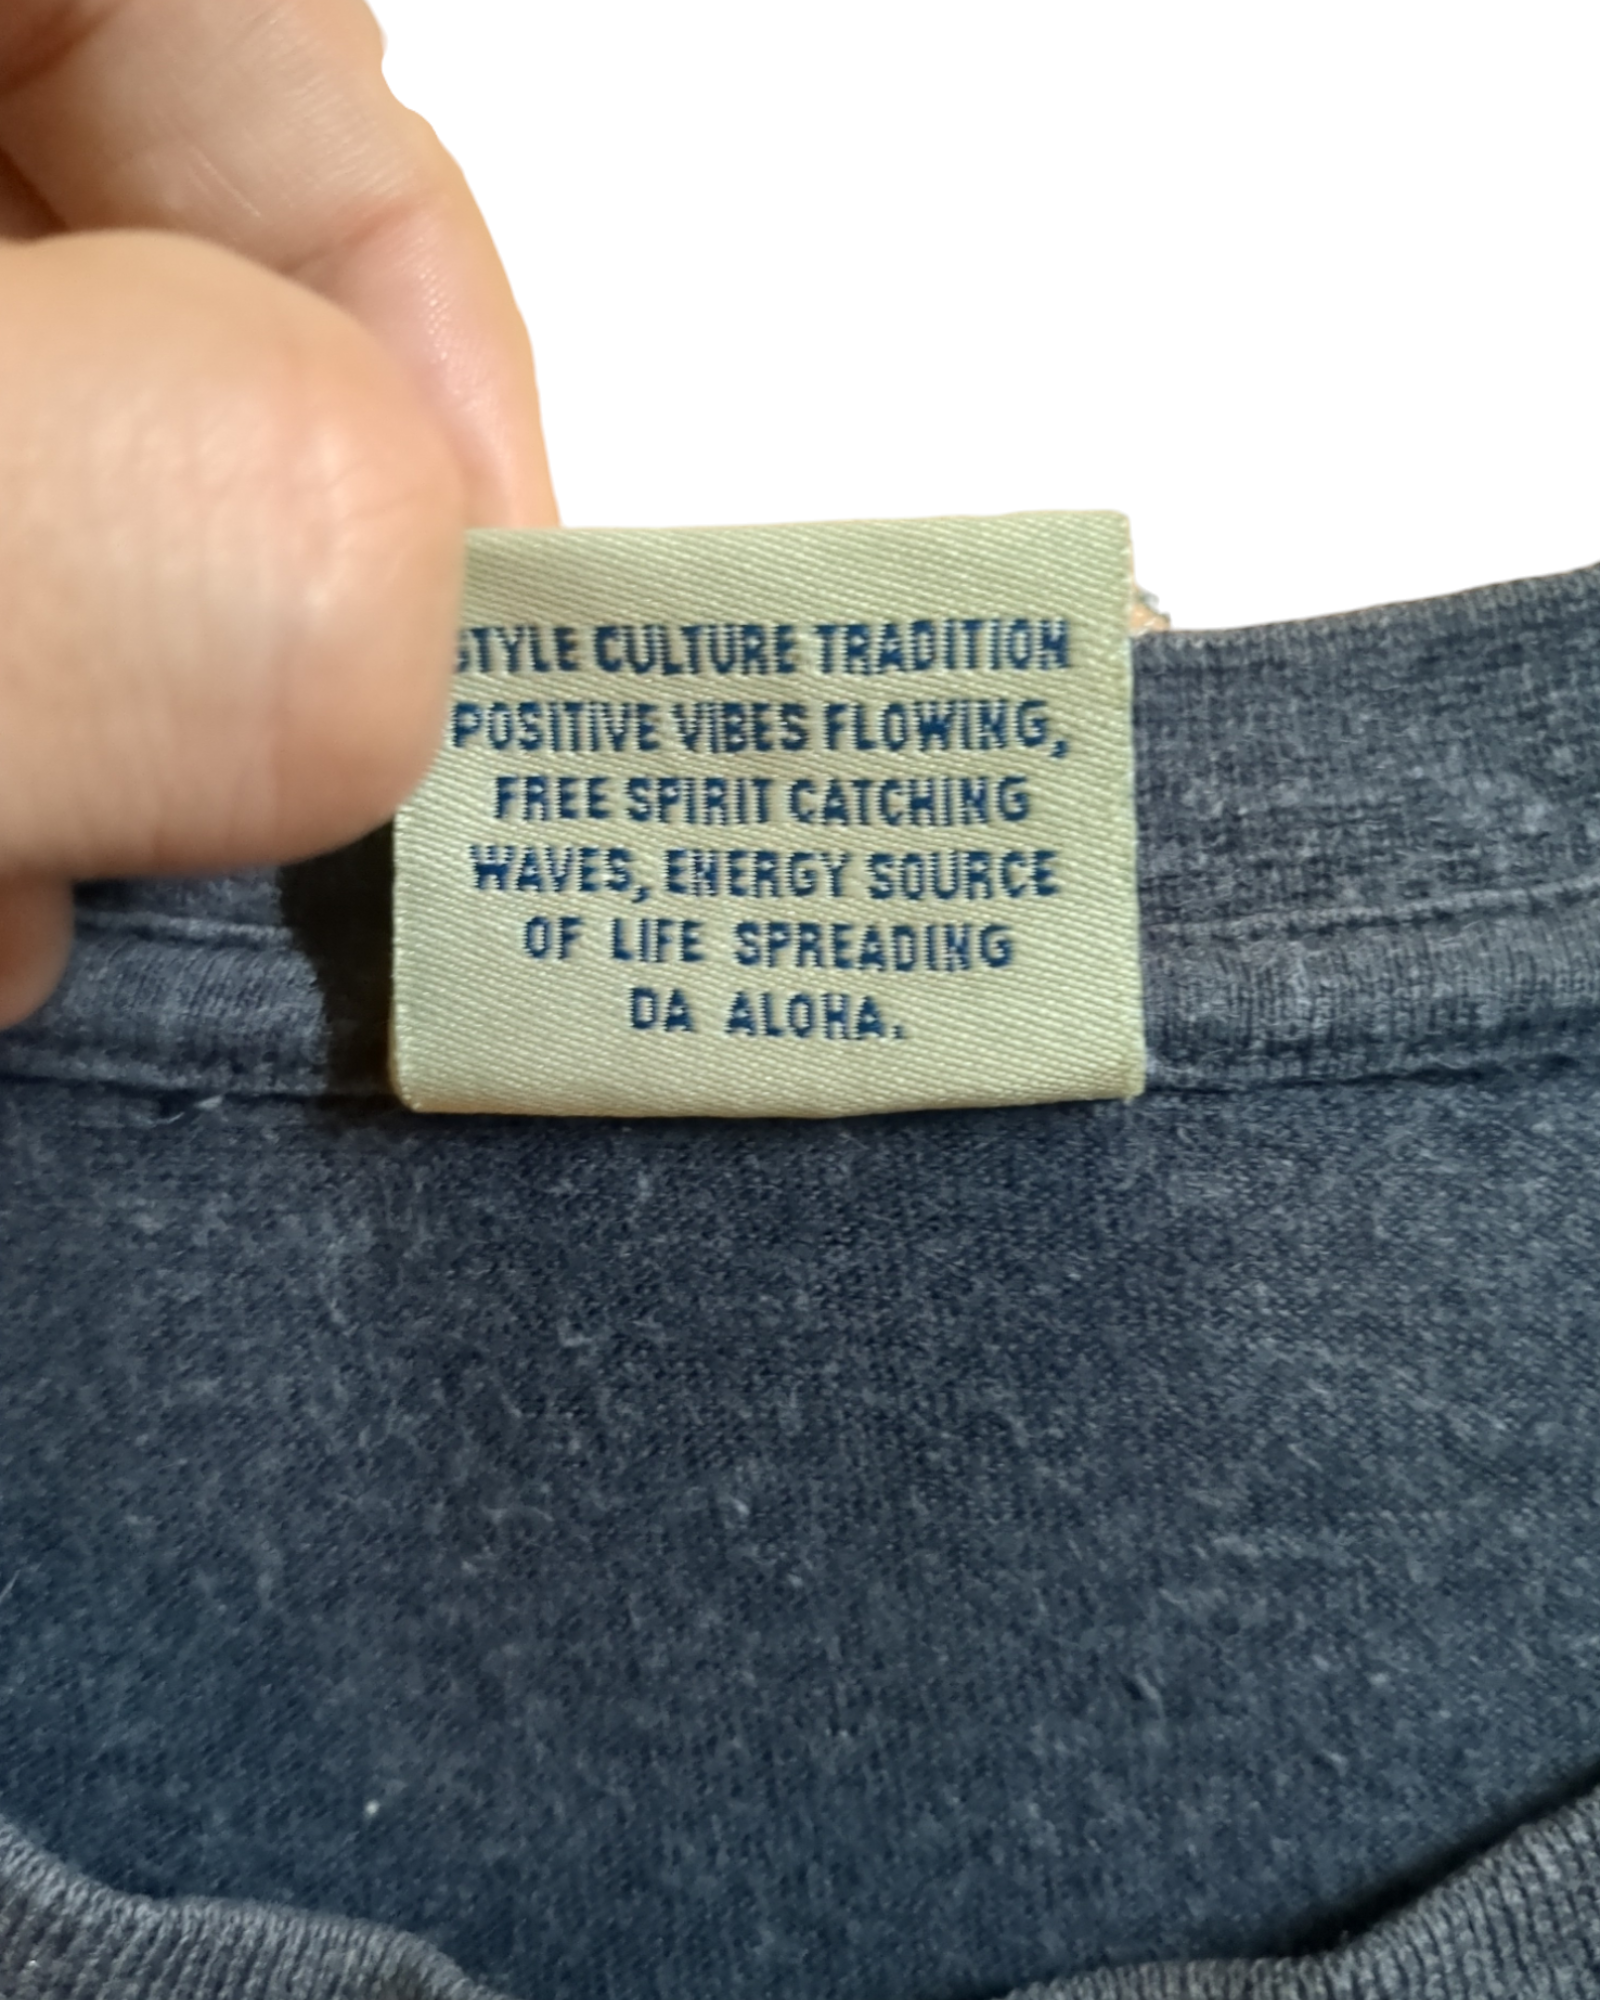 STYLE CULTURE TRADITION
POSITIVE VIBES FLOWING,
FREE SPIRIT CATCHING
WAVES, ENERGY SOURCE
OF LIFE SPREADING
DA ALOHA.